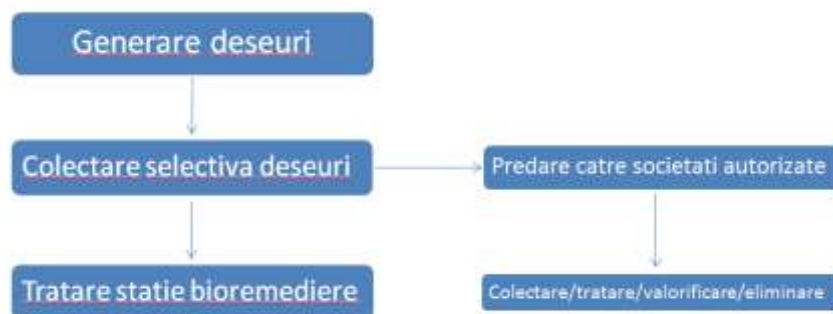 Generare deseuri
Colectare selectiva deseuri
Predare catre societati autorizate
Tratare statie bioremediere
Colectare/tratare/valorificare/eliminare